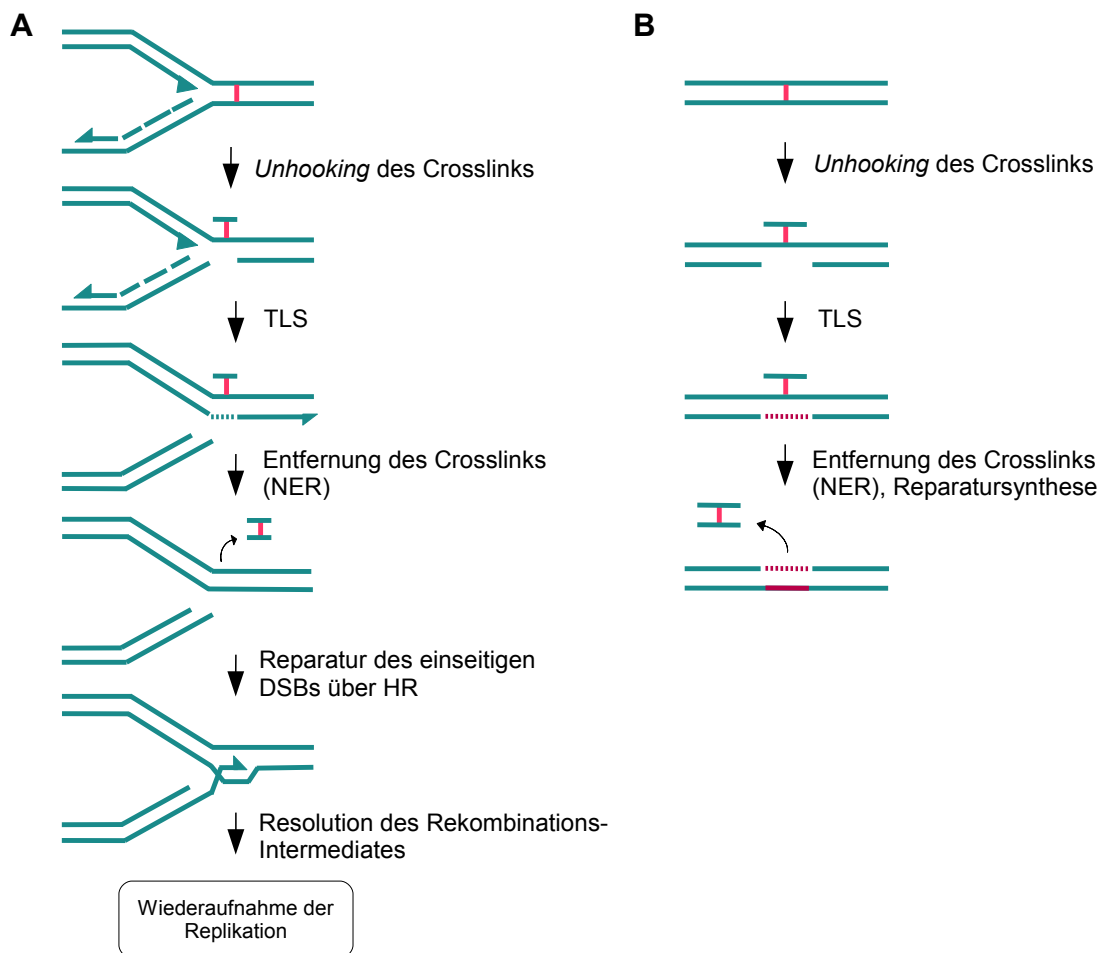 A
Unhooking des Crosslinks
TLS
Entfernung des Crosslinks
(NER)
Reparatur des einseitigen
DSBs über HR
Resolution des Rekombinations-
Intermediates
Wiederaufnahme der
Replikation
B
Unhooking des Crosslinks
TLS
Entfernung des Crosslinks
(NER), Reparatursynthese